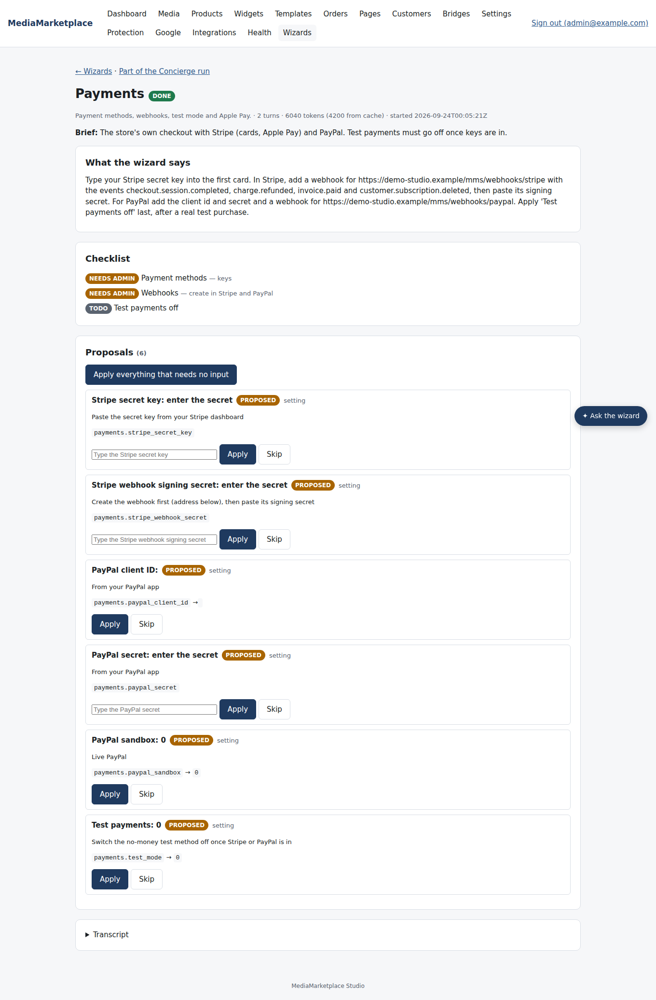 MediaMarketplace
Dashboard Media Products Widgets Templates Orders Pages Customers Bridges Settings
Protection Google Integrations Health Wizards
Sign out (admin@example.com)
← Wizards · Part of the Concierge run
Payments DONE
Payment methods, webhooks, test mode and Apple Pay. · 2 turns · 6040 tokens (4200 from cache) · started 2026-09-24T00:05:21Z
Brief: The store's own checkout with Stripe (cards, Apple Pay) and PayPal. Test payments must go off once keys are in.
What the wizard says
Type your Stripe secret key into the first card. In Stripe, add a webhook for https://demo-studio.example/mms/webhooks/stripe with
the events checkout.session.completed, charge.refunded, invoice.paid and customer.subscription.deleted, then paste its signing
secret. For PayPal add the client id and secret and a webhook for https://demo-studio.example/mms/webhooks/paypal. Apply 'Test
payments off' last, after a real test purchase.
Checklist
NEEDS ADMIN Payment methods — keys
NEEDS ADMIN Webhooks — create in Stripe and PayPal
TODO Test payments off
Proposals (6)
Apply everything that needs no input
Stripe secret key: enter the secret PROPOSED setting
Paste the secret key from your Stripe dashboard
payments.stripe_secret_key
Type the Stripe secret key Apply Skip
✦ Ask the wizard
Stripe webhook signing secret: enter the secret PROPOSED setting
Create the webhook first (address below), then paste its signing secret
payments.stripe_webhook_secret
Type the Stripe webhook signing secret Apply Skip
PayPal client ID: PROPOSED setting
From your PayPal app
payments.paypal_client_id →
Apply Skip
PayPal secret: enter the secret PROPOSED setting
From your PayPal app
payments.paypal_secret
Type the PayPal secret Apply Skip
PayPal sandbox: 0 PROPOSED setting
Live PayPal
payments.paypal_sandbox → 0
Apply Skip
Test payments: 0 PROPOSED setting
Switch the no-money test method off once Stripe or PayPal is in
payments.test_mode → 0
Apply Skip
▶ Transcript
MediaMarketplace Studio